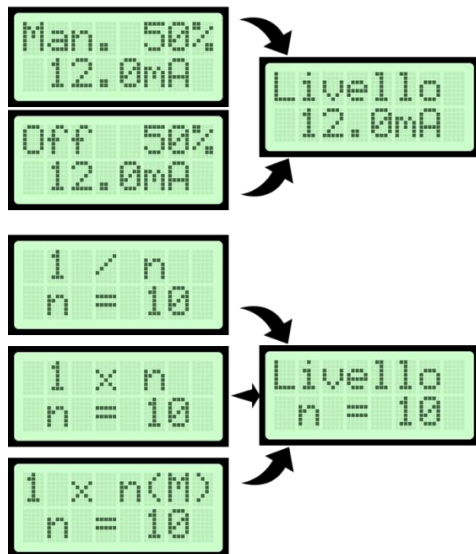 Man. 50%
12.0mA
Livello
12.0mA
Off 50%
12.0mA
1 / n
n = 10
1 x n
n = 10
Livello
n = 10
1 x n(M)
n = 10